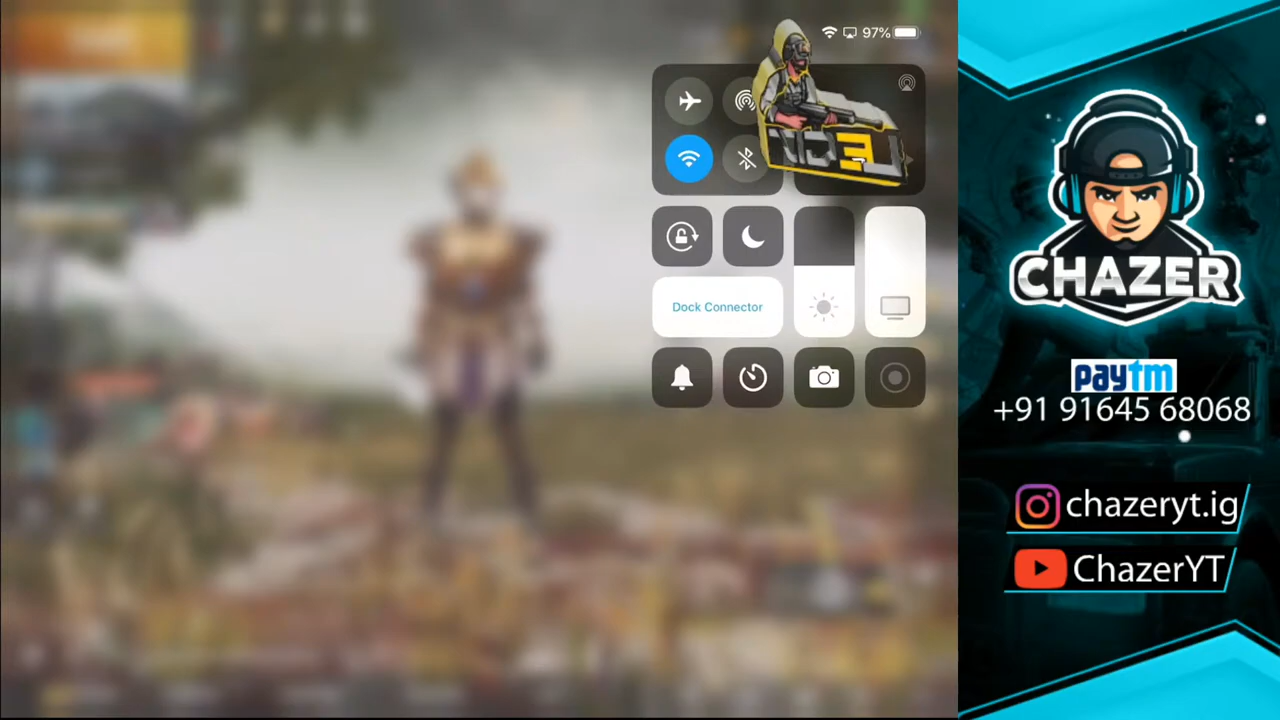 97%
Dock Connector
CHAZER
paytm
+91 91645 68068
chazeryt.ig
ChazerYT